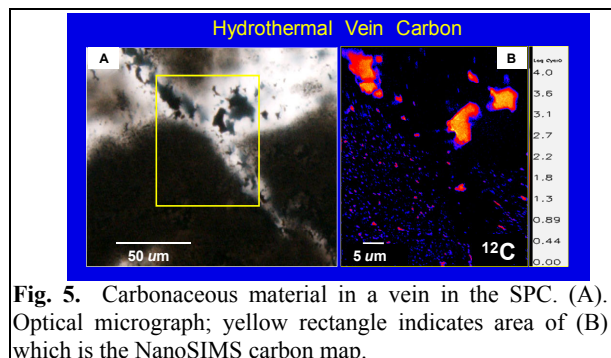 Hydrothermal Vein Carbon
A
B
Log Cyc:0
4.0
3.6
3.1
2.7
2.2
1.8
1.3
0.89
0.44
0.00
50 um
5 um
¹²C
Fig. 5. Carbonaceous material in a vein in the SPC. (A).
Optical micrograph; yellow rectangle indicates area of (B)
which is the NanoSIMS carbon map.